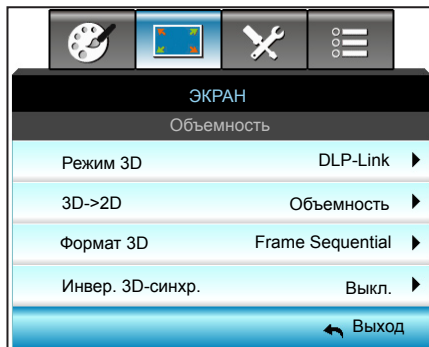 ЭКРАН
Объемность
Режим 3D DLP-Link
3D->2D Объемность
Формат 3D Frame Sequential
Инвер. 3D-синхр. Выкл.
Выход